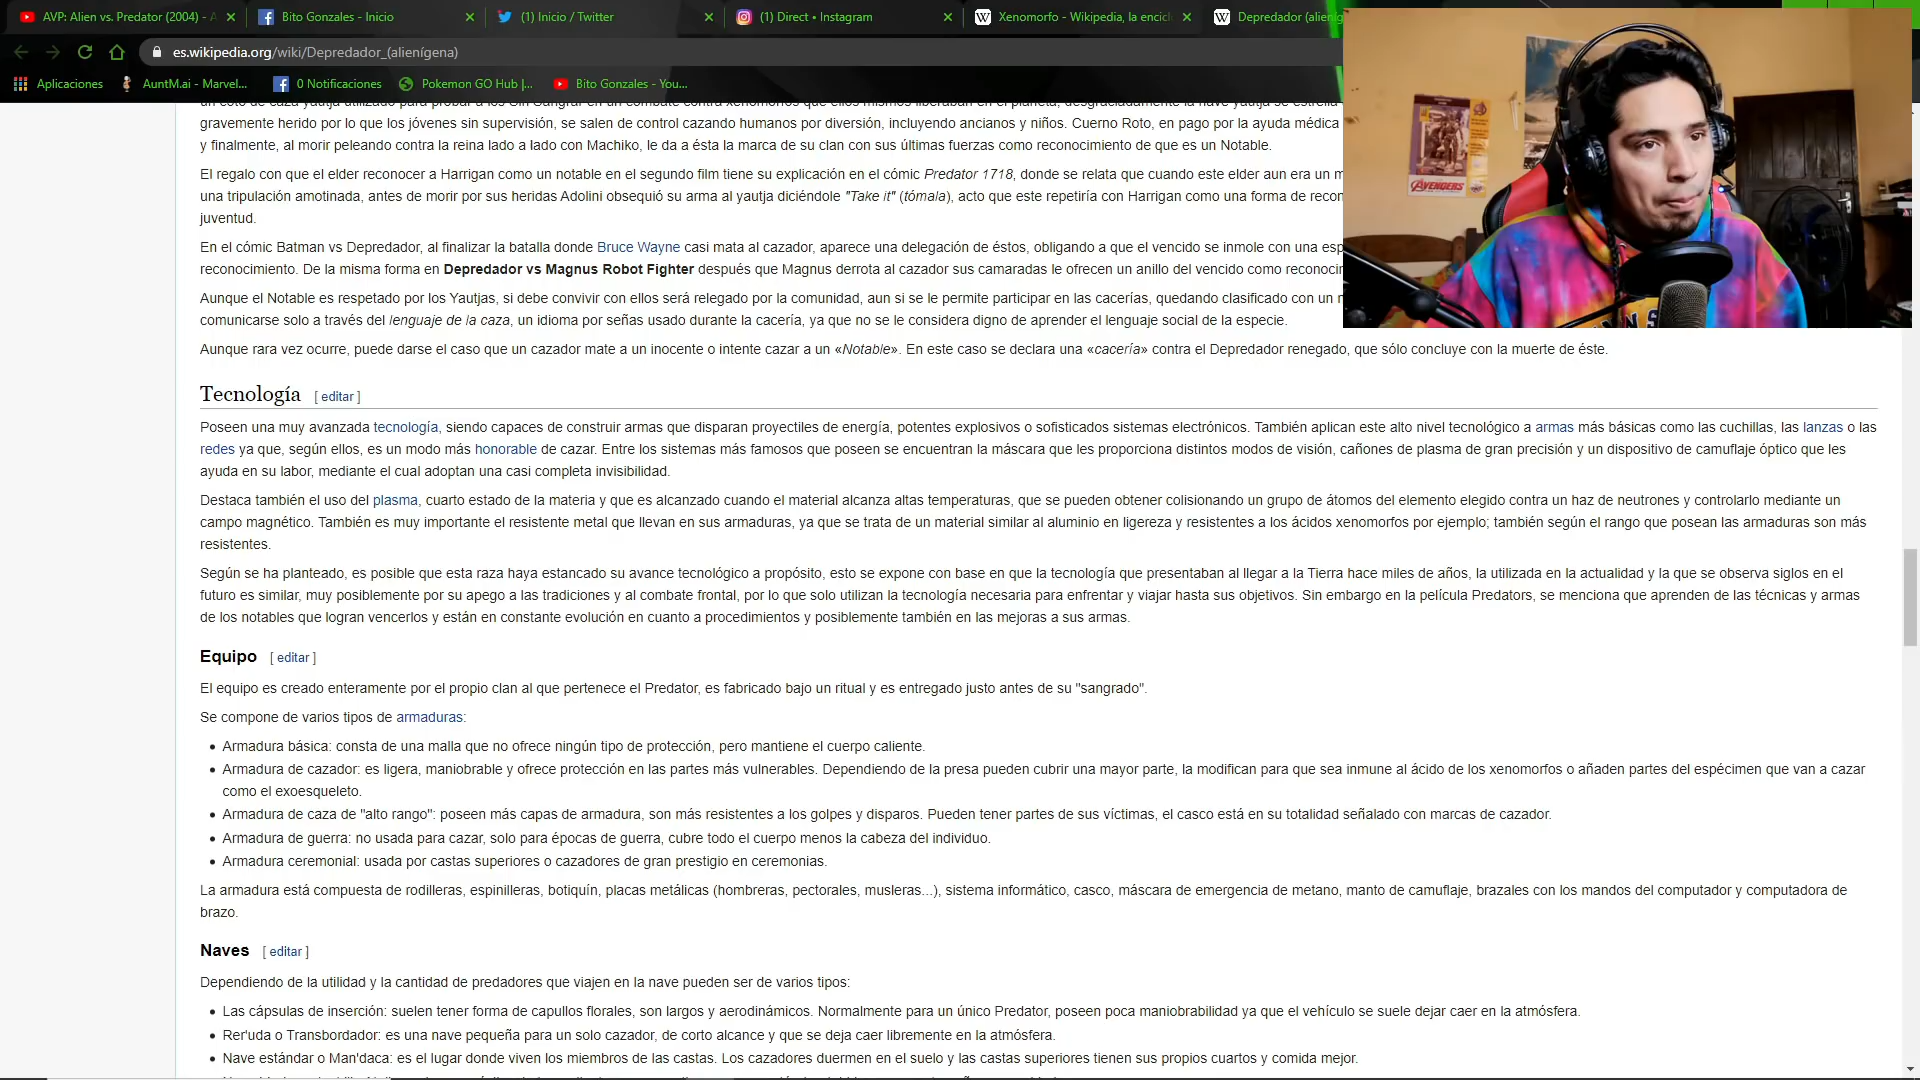 AVP: Alien vs. Predator (2004) - A
Bito Gonzales - Inicio
(1) Inicio / Twitter
(1) Direct • Instagram
Xenomorfo - Wikipedia, la encicl
Depredador (alieníg
es.wikipedia.org/wiki/Depredador_(alienígena)
Aplicaciones
AuntM.ai - Marvel...
0 Notificaciones
Pokemon GO Hub |...
Bito Gonzales - You...
AVENGERS
un coto de caza yautja utilizado para probar a los Sin Sangrar en un combate contra xenomorfos que ellos mismos liberaban en el planeta, desgraciadamente la nave yautja se estrella
gravemente herido por lo que los jóvenes sin supervisión, se salen de control cazando humanos por diversión, incluyendo ancianos y niños. Cuerno Roto, en pago por la ayuda médica
y finalmente, al morir peleando contra la reina lado a lado con Machiko, le da a ésta la marca de su clan con sus últimas fuerzas como reconocimiento de que es un Notable.
El regalo con que el elder reconocer a Harrigan como un notable en el segundo film tiene su explicación en el cómic Predator 1718, donde se relata que cuando este elder aun era un m
una tripulación amotinada, antes de morir por sus heridas Adolini obsequió su arma al yautja diciéndole "Take it" (tómala), acto que este repetiría con Harrigan como una forma de recon
juventud.
En el cómic Batman vs Depredador, al finalizar la batalla donde Bruce Wayne casi mata al cazador, aparece una delegación de éstos, obligando a que el vencido se inmole con una esp
reconocimiento. De la misma forma en Depredador vs Magnus Robot Fighter después que Magnus derrota al cazador sus camaradas le ofrecen un anillo del vencido como reconocin
Aunque el Notable es respetado por los Yautjas, si debe convivir con ellos será relegado por la comunidad, aun si se le permite participar en las cacerías, quedando clasificado con un r
comunicarse solo a través del lenguaje de la caza, un idioma por señas usado durante la cacería, ya que no se le considera digno de aprender el lenguaje social de la especie.
Aunque rara vez ocurre, puede darse el caso que un cazador mate a un inocente o intente cazar a un «Notable». En este caso se declara una «cacería» contra el Depredador renegado, que sólo concluye con la muerte de éste.
Tecnología [ editar ]
Poseen una muy avanzada tecnología, siendo capaces de construir armas que disparan proyectiles de energía, potentes explosivos o sofisticados sistemas electrónicos. También aplican este alto nivel tecnológico a armas más básicas como las cuchillas, las lanzas o las
redes ya que, según ellos, es un modo más honorable de cazar. Entre los sistemas más famosos que poseen se encuentran la máscara que les proporciona distintos modos de visión, cañones de plasma de gran precisión y un dispositivo de camuflaje óptico que les
ayuda en su labor, mediante el cual adoptan una casi completa invisibilidad.
Destaca también el uso del plasma, cuarto estado de la materia y que es alcanzado cuando el material alcanza altas temperaturas, que se pueden obtener colisionando un grupo de átomos del elemento elegido contra un haz de neutrones y controlarlo mediante un
campo magnético. También es muy importante el resistente metal que llevan en sus armaduras, ya que se trata de un material similar al aluminio en ligereza y resistentes a los ácidos xenomorfos por ejemplo; también según el rango que posean las armaduras son más
resistentes.
Según se ha planteado, es posible que esta raza haya estancado su avance tecnológico a propósito, esto se expone con base en que la tecnología que presentaban al llegar a la Tierra hace miles de años, la utilizada en la actualidad y la que se observa siglos en el
futuro es similar, muy posiblemente por su apego a las tradiciones y al combate frontal, por lo que solo utilizan la tecnología necesaria para enfrentar y viajar hasta sus objetivos. Sin embargo en la película Predators, se menciona que aprenden de las técnicas y armas
de los notables que logran vencerlos y están en constante evolución en cuanto a procedimientos y posiblemente también en las mejoras a sus armas.
Equipo [ editar ]
El equipo es creado enteramente por el propio clan al que pertenece el Predator, es fabricado bajo un ritual y es entregado justo antes de su "sangrado".
Se compone de varios tipos de armaduras:
• Armadura básica: consta de una malla que no ofrece ningún tipo de protección, pero mantiene el cuerpo caliente.
• Armadura de cazador: es ligera, maniobrable y ofrece protección en las partes más vulnerables. Dependiendo de la presa pueden cubrir una mayor parte, la modifican para que sea inmune al ácido de los xenomorfos o añaden partes del espécimen que van a cazar
como el exoesqueleto.
• Armadura de caza de "alto rango": poseen más capas de armadura, son más resistentes a los golpes y disparos. Pueden tener partes de sus víctimas, el casco está en su totalidad señalado con marcas de cazador.
• Armadura de guerra: no usada para cazar, solo para épocas de guerra, cubre todo el cuerpo menos la cabeza del individuo.
• Armadura ceremonial: usada por castas superiores o cazadores de gran prestigio en ceremonias.
La armadura está compuesta de rodilleras, espinilleras, botiquín, placas metálicas (hombreras, pectorales, musleras...), sistema informático, casco, máscara de emergencia de metano, manto de camuflaje, brazales con los mandos del computador y computadora de
brazo.
Naves [ editar ]
Dependiendo de la utilidad y la cantidad de predadores que viajen en la nave pueden ser de varios tipos:
• Las cápsulas de inserción: suelen tener forma de capullos florales, son largos y aerodinámicos. Normalmente para un único Predator, poseen poca maniobrabilidad ya que el vehículo se suele dejar caer en la atmósfera.
• Rer'uda o Transbordador: es una nave pequeña para un solo cazador, de corto alcance y que se deja caer libremente en la atmósfera.
• Nave estándar o Man'daca: es el lugar donde viven los miembros de las castas. Los cazadores duermen en el suelo y las castas superiores tienen sus propios cuartos y comida mejor.